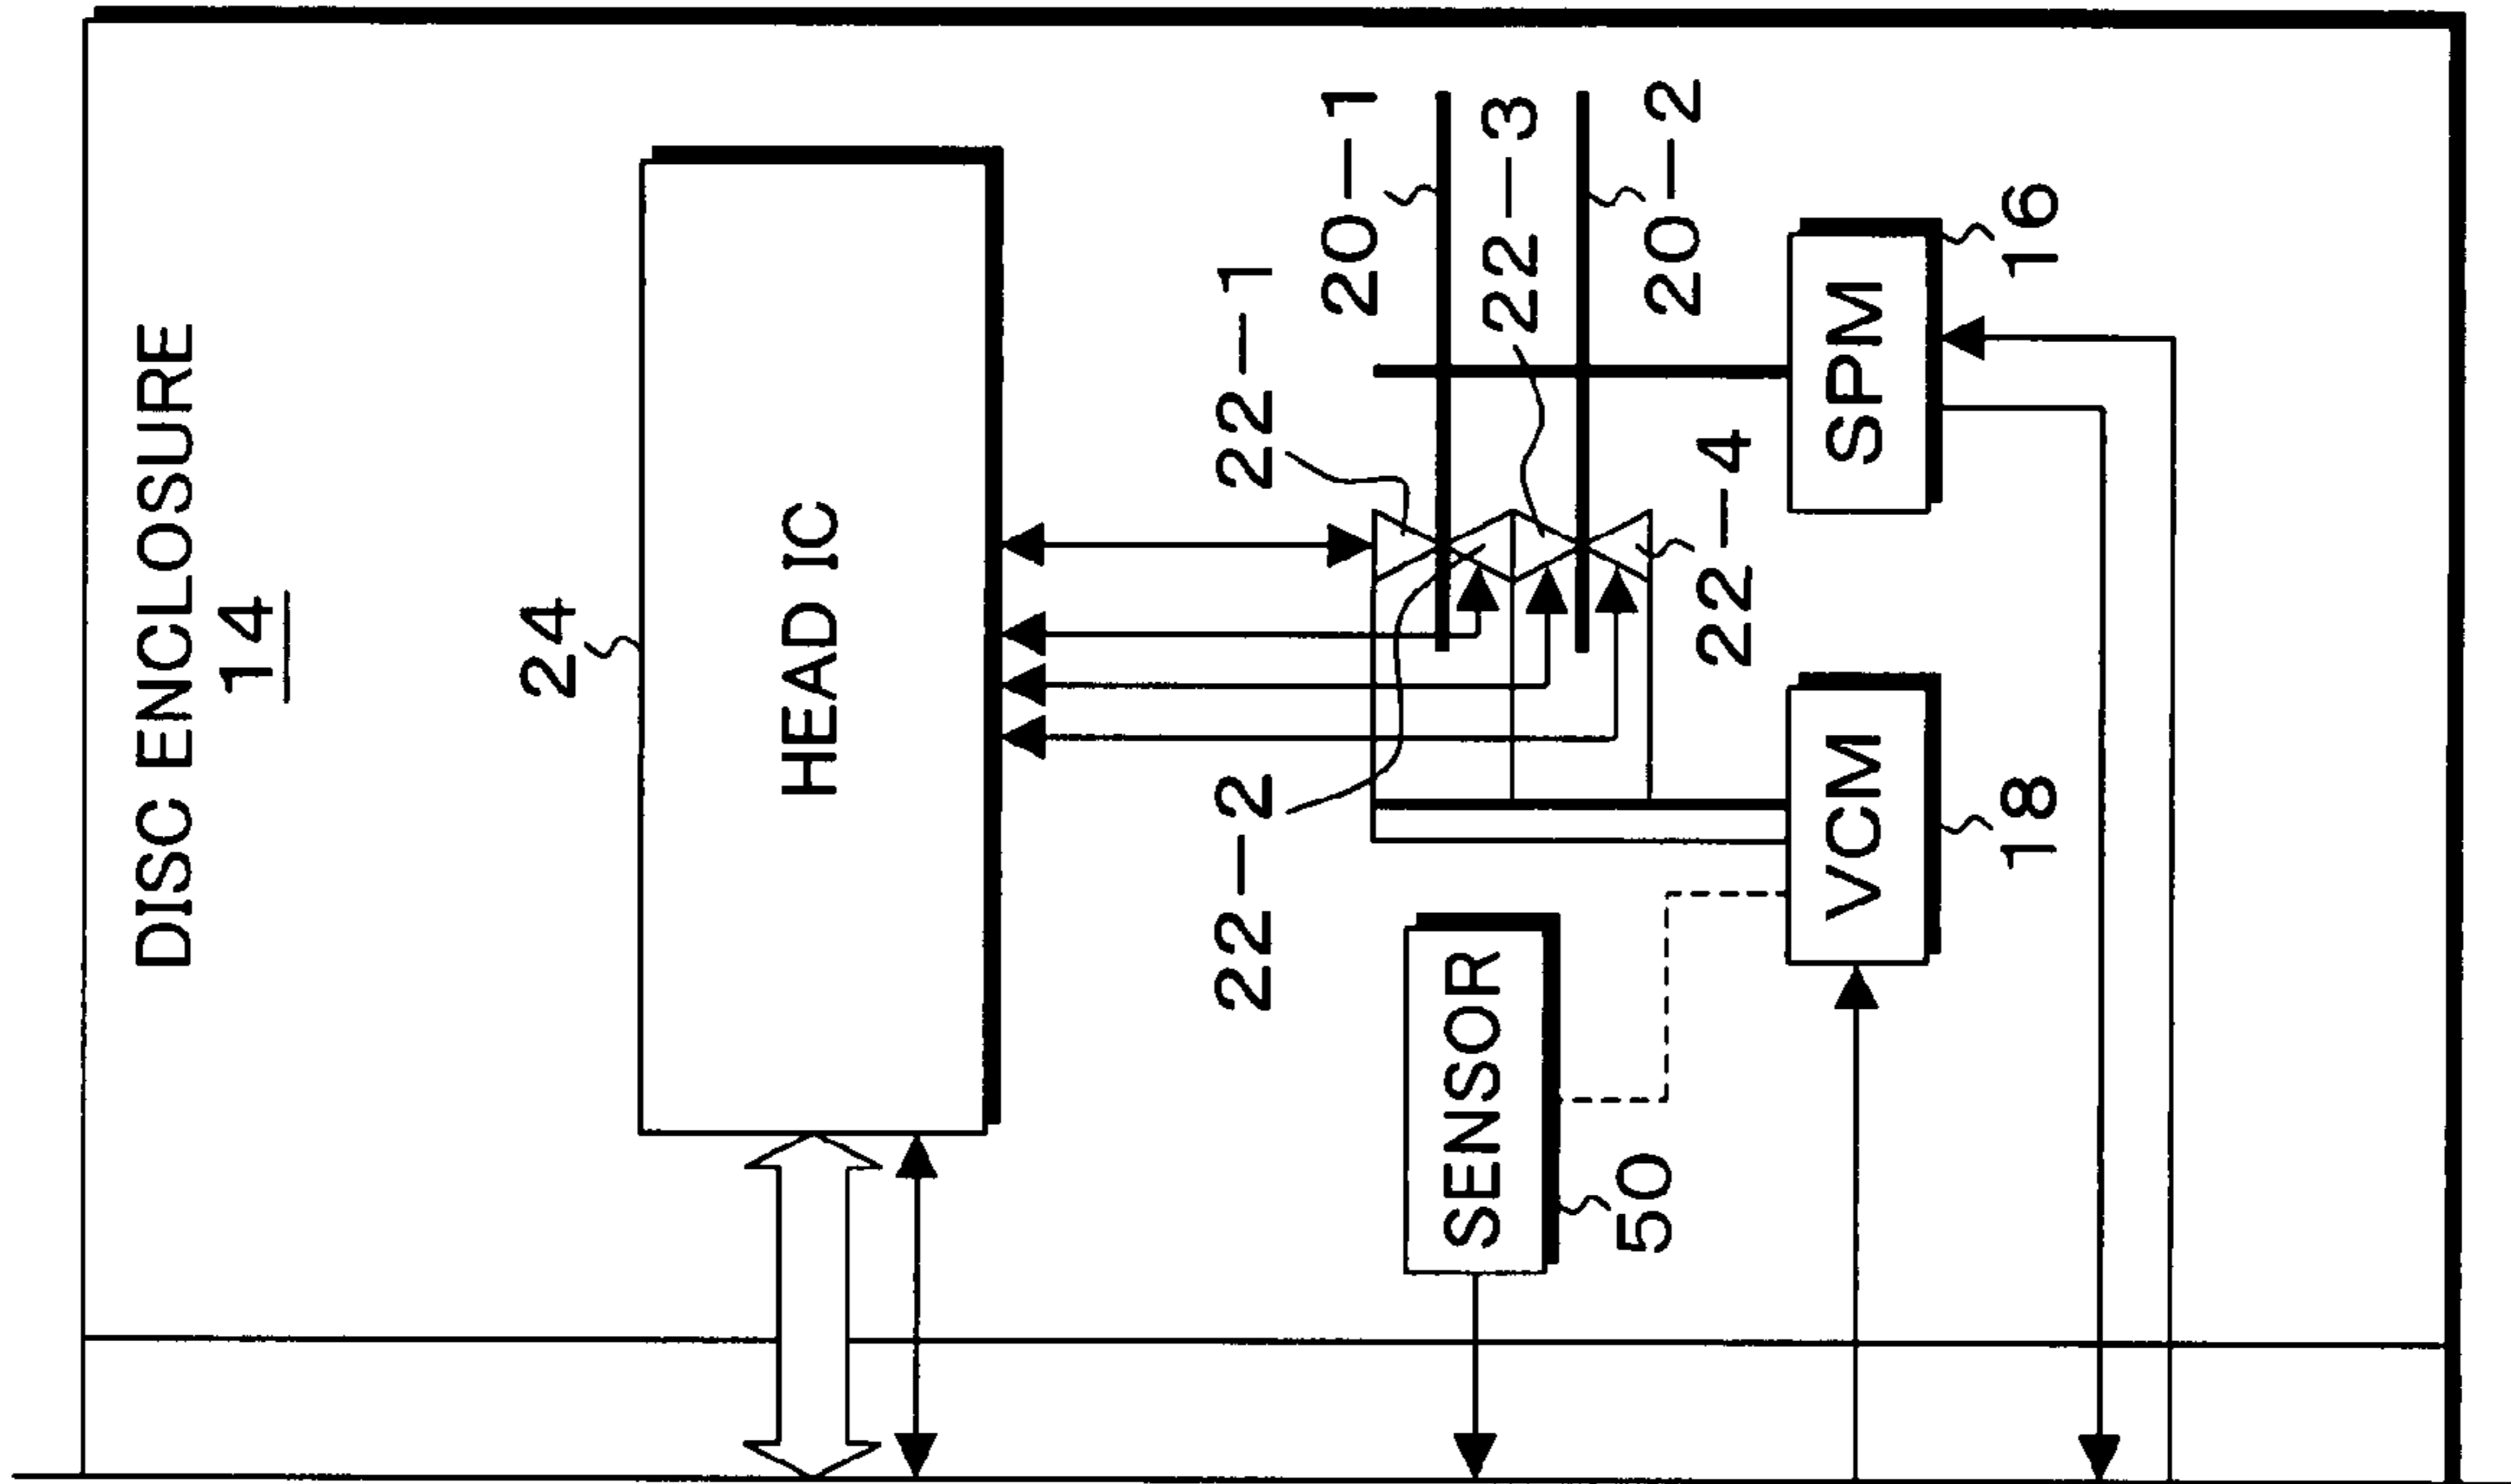 DISC ENCLOSURE
14
24
HEAD IC
22-2
22-1
20-1
22-3
20-2
22-4
SENSOR
50
VCM
18
SPM
16